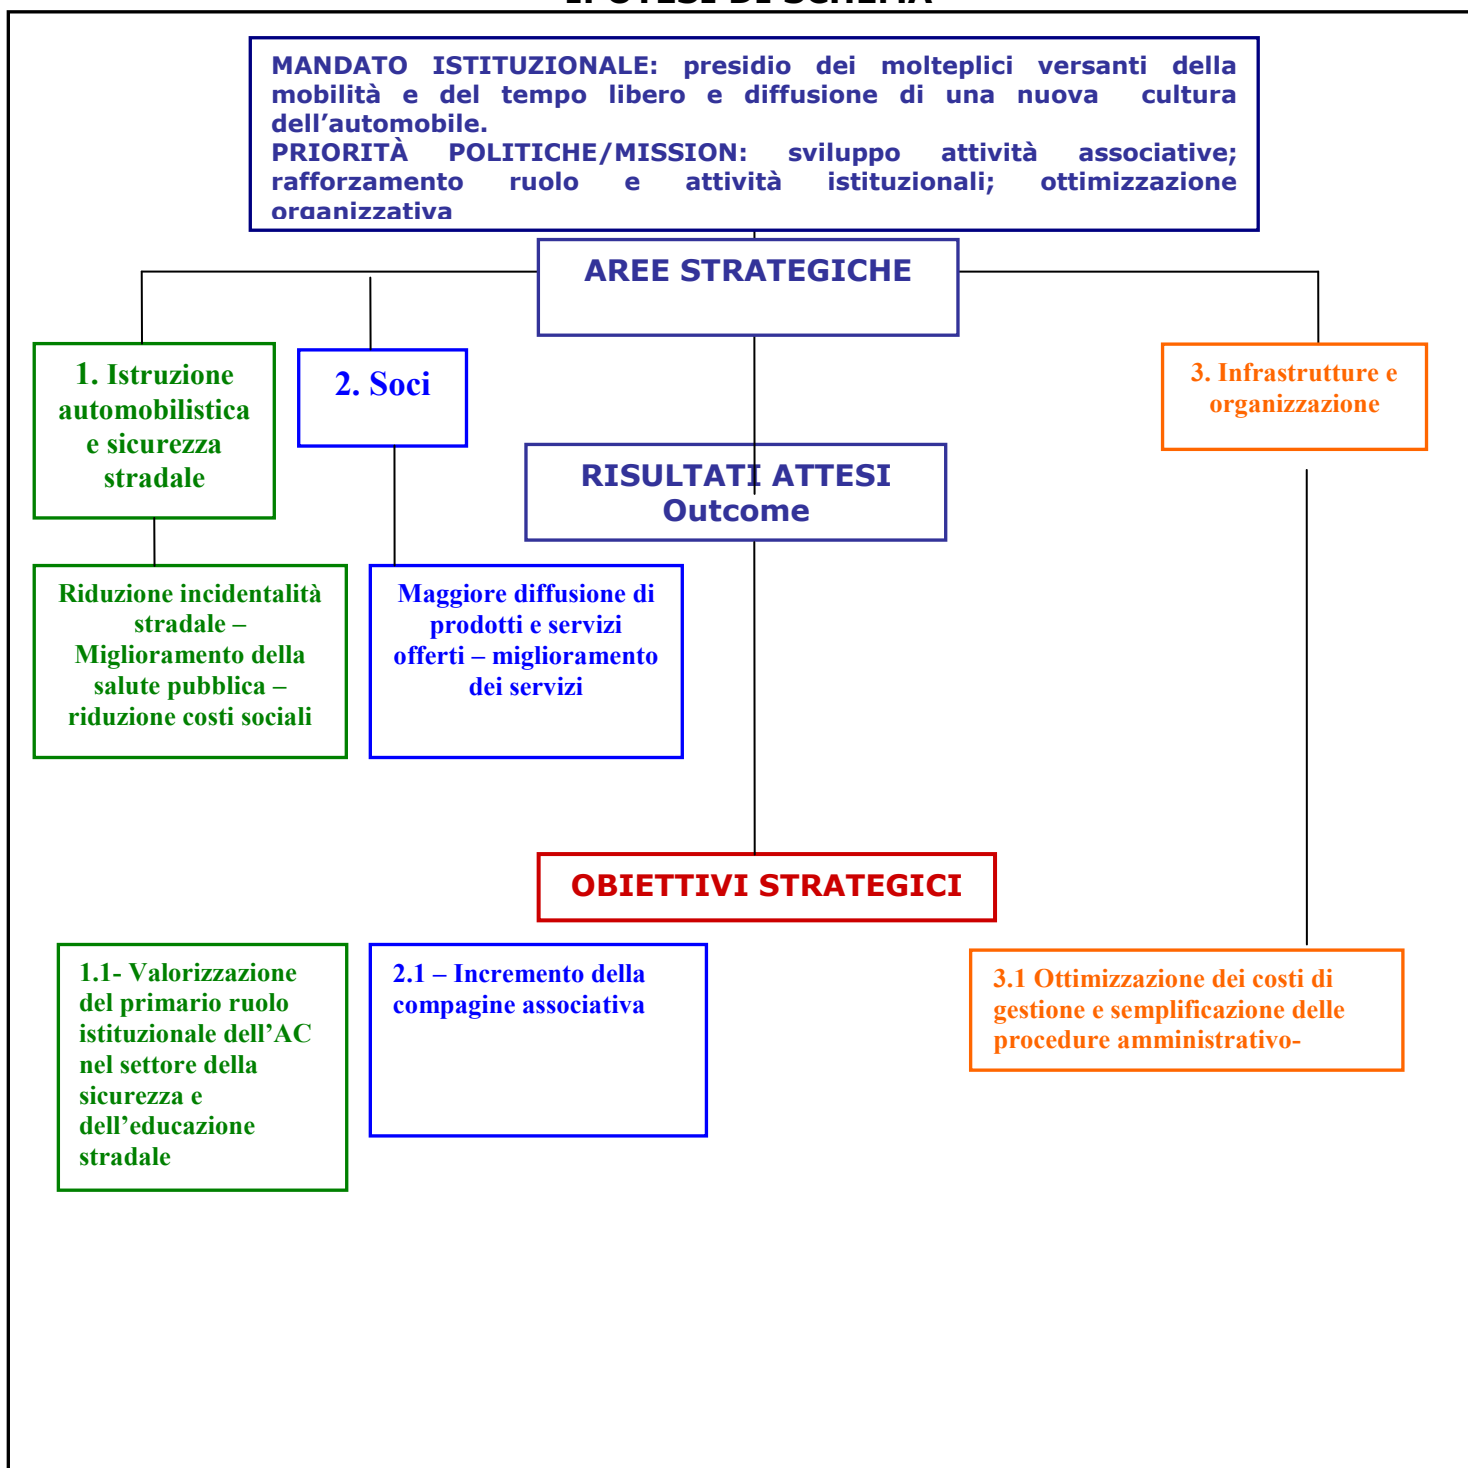 IPOTESI DI SCHEMA
MANDATO ISTITUZIONALE: presidio dei molteplici versanti della
mobilità e del tempo libero e diffusione di una nuova cultura
dell’automobile.
PRIORITÀ POLITICHE/MISSION: sviluppo attività associative;
rafforzamento ruolo e attività istituzionali; ottimizzazione
organizzativa
AREE STRATEGICHE
1. Istruzione
automobilistica
e sicurezza
stradale
2. Soci
3. Infrastrutture e
organizzazione
RISULTATI ATTESI
Outcome
Riduzione incidentalità
stradale –
Miglioramento della
salute pubblica –
riduzione costi sociali
Maggiore diffusione di
prodotti e servizi
offerti – miglioramento
dei servizi
OBIETTIVI STRATEGICI
1.1- Valorizzazione
del primario ruolo
istituzionale dell’AC
nel settore della
sicurezza e
dell’educazione
stradale
2.1 – Incremento della
compagine associativa
3.1 Ottimizzazione dei costi di
gestione e semplificazione delle
procedure amministrativo-